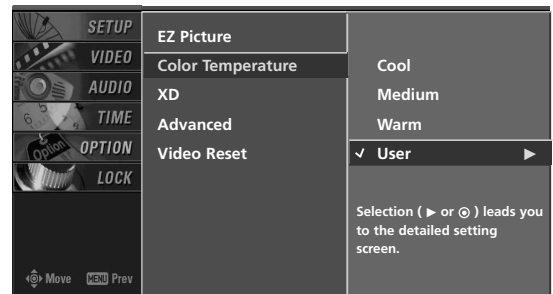 SETUP
VIDEO
AUDIO
TIME
OPTION
LOCK
Move MENU Prev
EZ Picture
Color Temperature
XD
Advanced
Video Reset
Cool
Medium
Warm
✓ User ▶
Selection ( ▶ or ◉ ) leads you
to the detailed setting
screen.